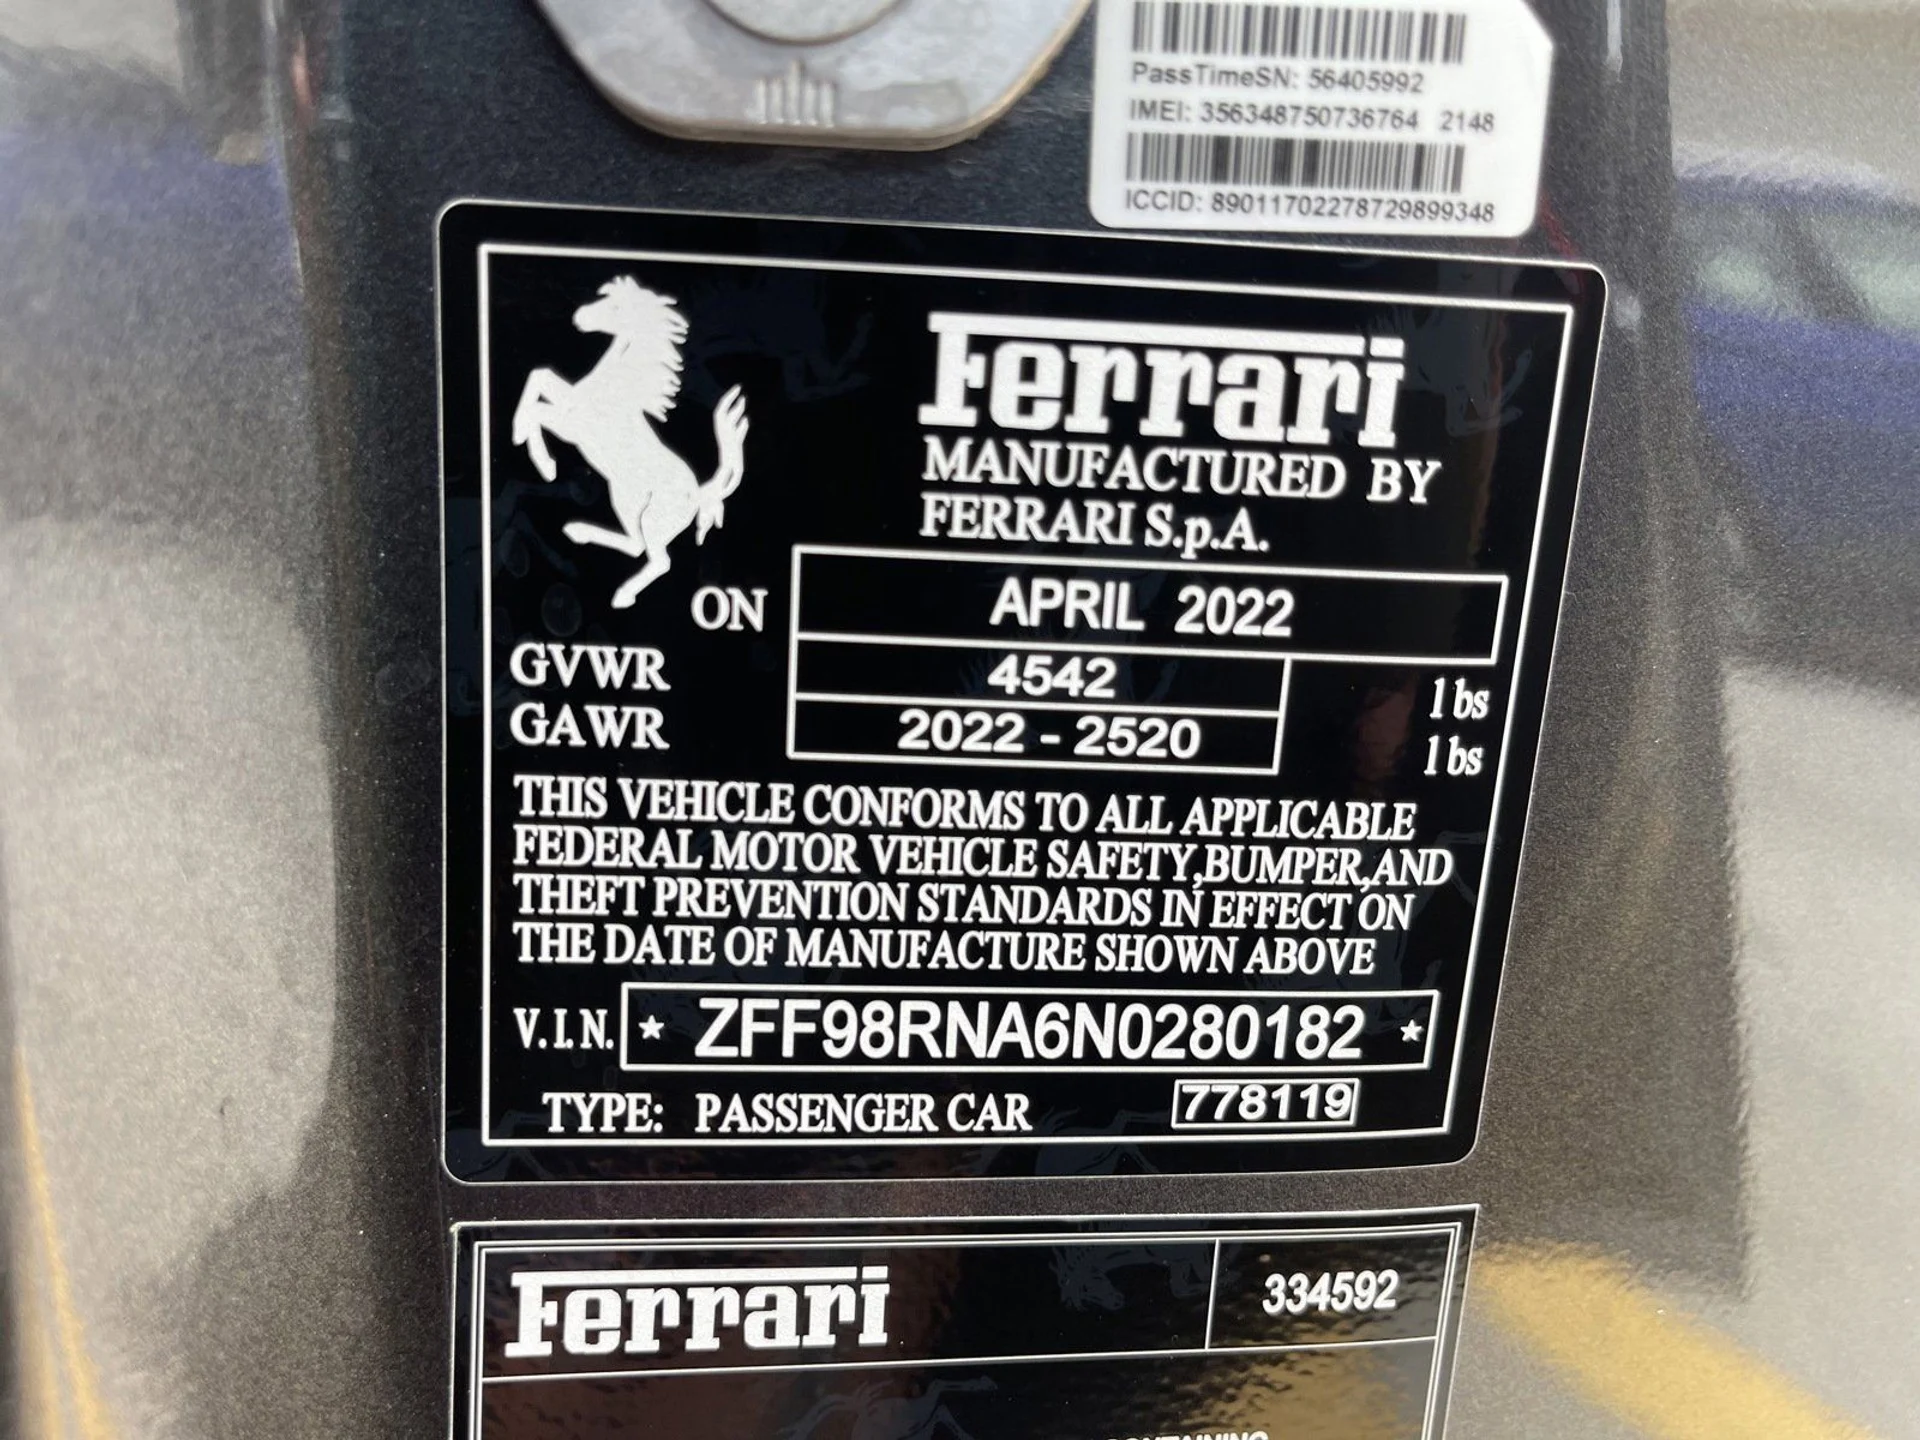 PassTimeSN: 56405992
IMEI: 356348750736764 2148
ICCID: 89011702278729899348
Ferrari
MANUFACTURED BY
FERRARI S.p.A.
ON APRIL 2022
GVWR 4542 lbs
GAWR 2022 - 2520 lbs
THIS VEHICLE CONFORMS TO ALL APPLICABLE
FEDERAL MOTOR VEHICLE SAFETY,BUMPER,AND
THEFT PREVENTION STANDARDS IN EFFECT ON
THE DATE OF MANUFACTURE SHOWN ABOVE
V.I.N. * ZFF98RNA6N0280182 *
TYPE: PASSENGER CAR 778119
Ferrari 334592